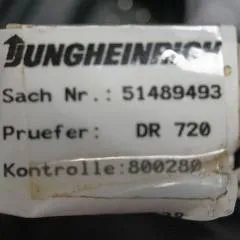 JUNGHEINRICH
Sach Nr.: 51489493
Pruefer: DR 720
Kontrolle:800280